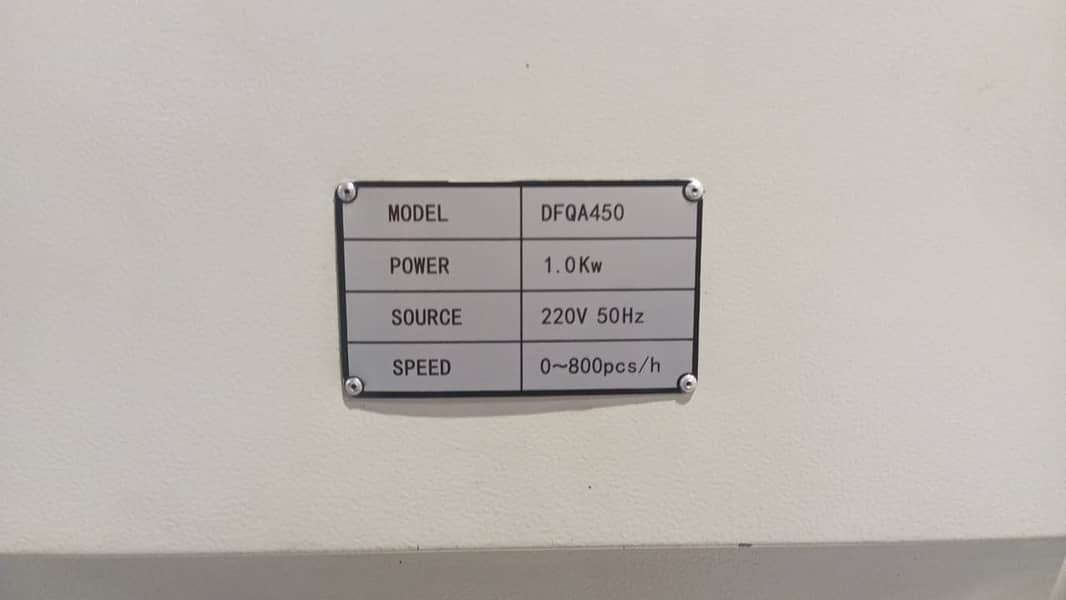 MODEL DFQA450
POWER 1.0Kw
SOURCE 220V 50Hz
SPEED 0~800pcs/h